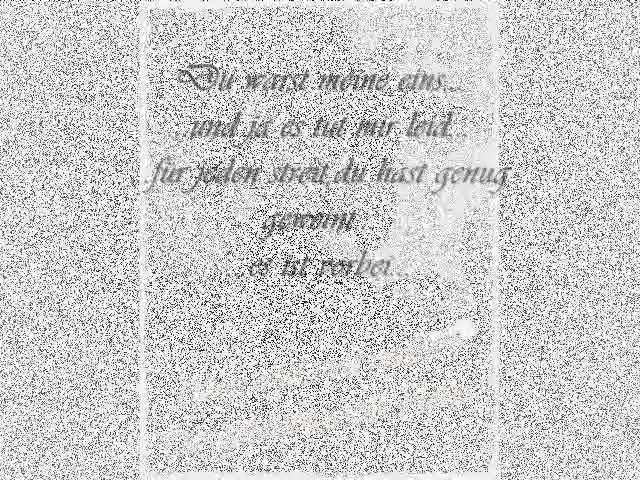 Du warst meine eins...
...und ja es tut mir leid...
für jeden streit du hast genug
geweint
...es ist vorbei...